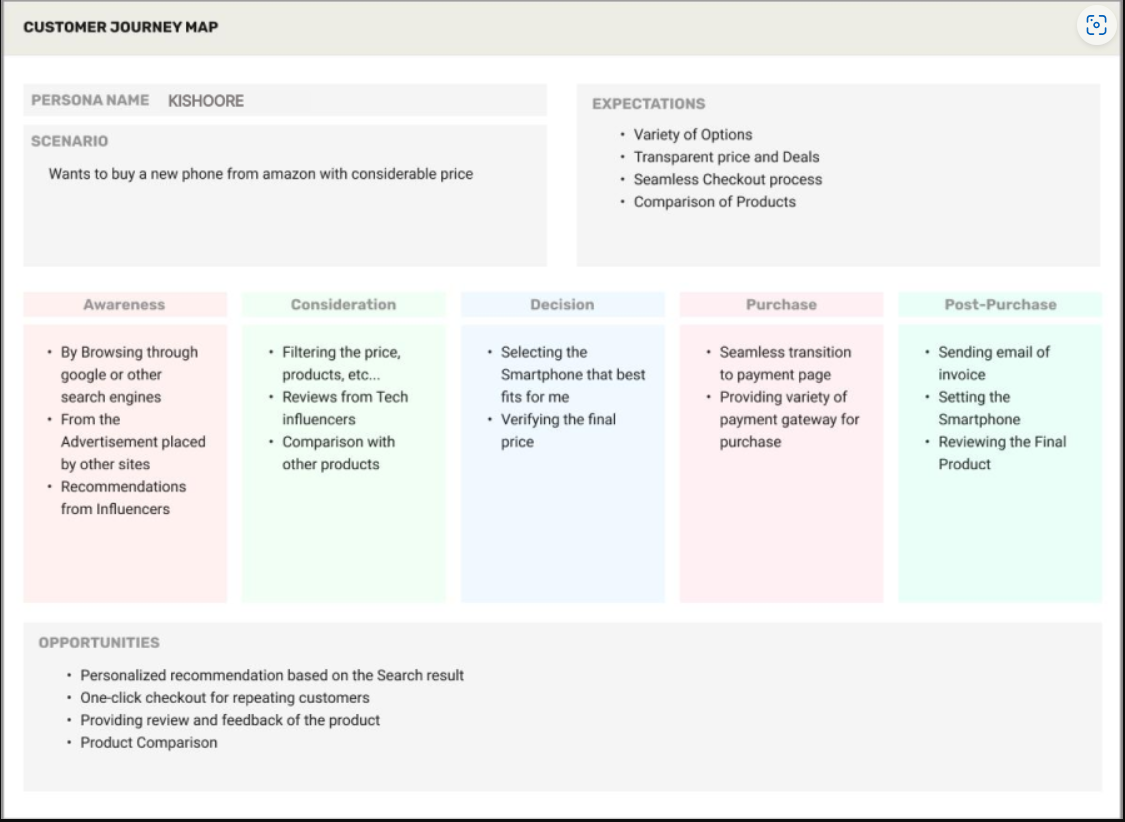 CUSTOMER JOURNEY MAP
PERSONA NAME KISHOORE
SCENARIO
Wants to buy a new phone from amazon with considerable price
EXPECTATIONS
• Variety of Options
• Transparent price and Deals
• Seamless Checkout process
• Comparison of Products
Awareness
• By Browsing through
google or other
search engines
• From the
Advertisement placed
by other sites
• Recommendations
from Influencers
Consideration
• Filtering the price,
products, etc...
• Reviews from Tech
influencers
• Comparison with
other products
Decision
• Selecting the
Smartphone that best
fits for me
• Verifying the final
price
Purchase
• Seamless transition
to payment page
• Providing variety of
payment gateway for
purchase
Post-Purchase
• Sending email of
invoice
• Setting the
Smartphone
• Reviewing the Final
Product
OPPORTUNITIES
• Personalized recommendation based on the Search result
• One-click checkout for repeating customers
• Providing review and feedback of the product
• Product Comparison